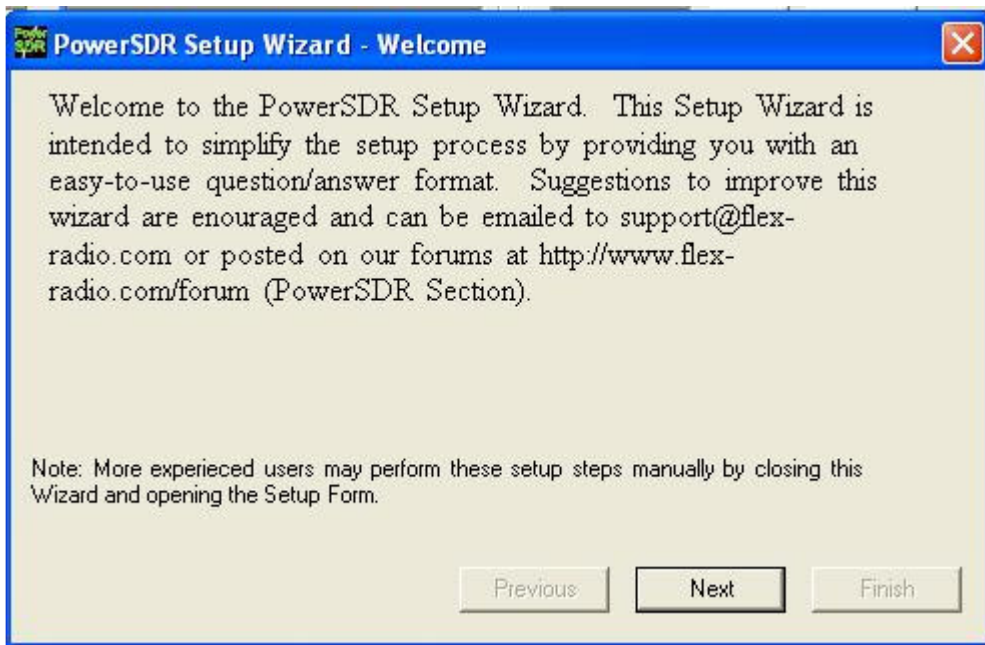 Power
SDR
PowerSDR Setup Wizard - Welcome
Welcome to the PowerSDR Setup Wizard. This Setup Wizard is
intended to simplify the setup process by providing you with an
easy-to-use question/answer format. Suggestions to improve this
wizard are enouraged and can be emailed to support@flex-
radio.com or posted on our forums at http://www.flex-
radio.com/forum (PowerSDR Section).
Note: More experieced users may perform these setup steps manually by closing this
Wizard and opening the Setup Form.
Previous
Next
Finish